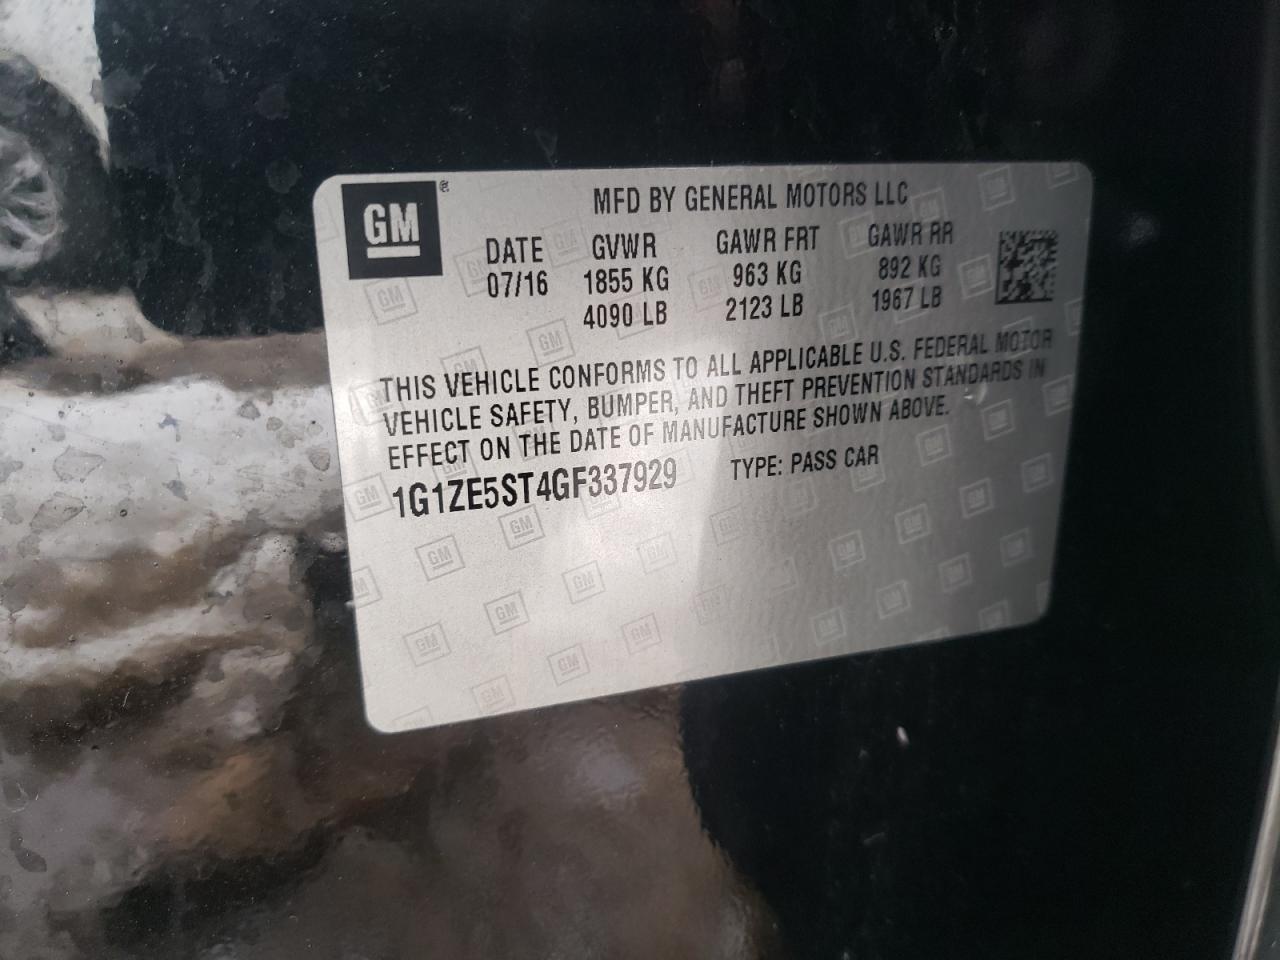 GM
MFD BY GENERAL MOTORS LLC
DATE GVWR GAWR FRT GAWR RR
07/16 1855 KG 963 KG 892 KG
4090 LB 2123 LB 1967 LB
THIS VEHICLE CONFORMS TO ALL APPLICABLE U.S. FEDERAL MOTOR
VEHICLE SAFETY, BUMPER, AND THEFT PREVENTION STANDARDS IN
EFFECT ON THE DATE OF MANUFACTURE SHOWN ABOVE.
1G1ZE5ST4GF337929 TYPE: PASS CAR